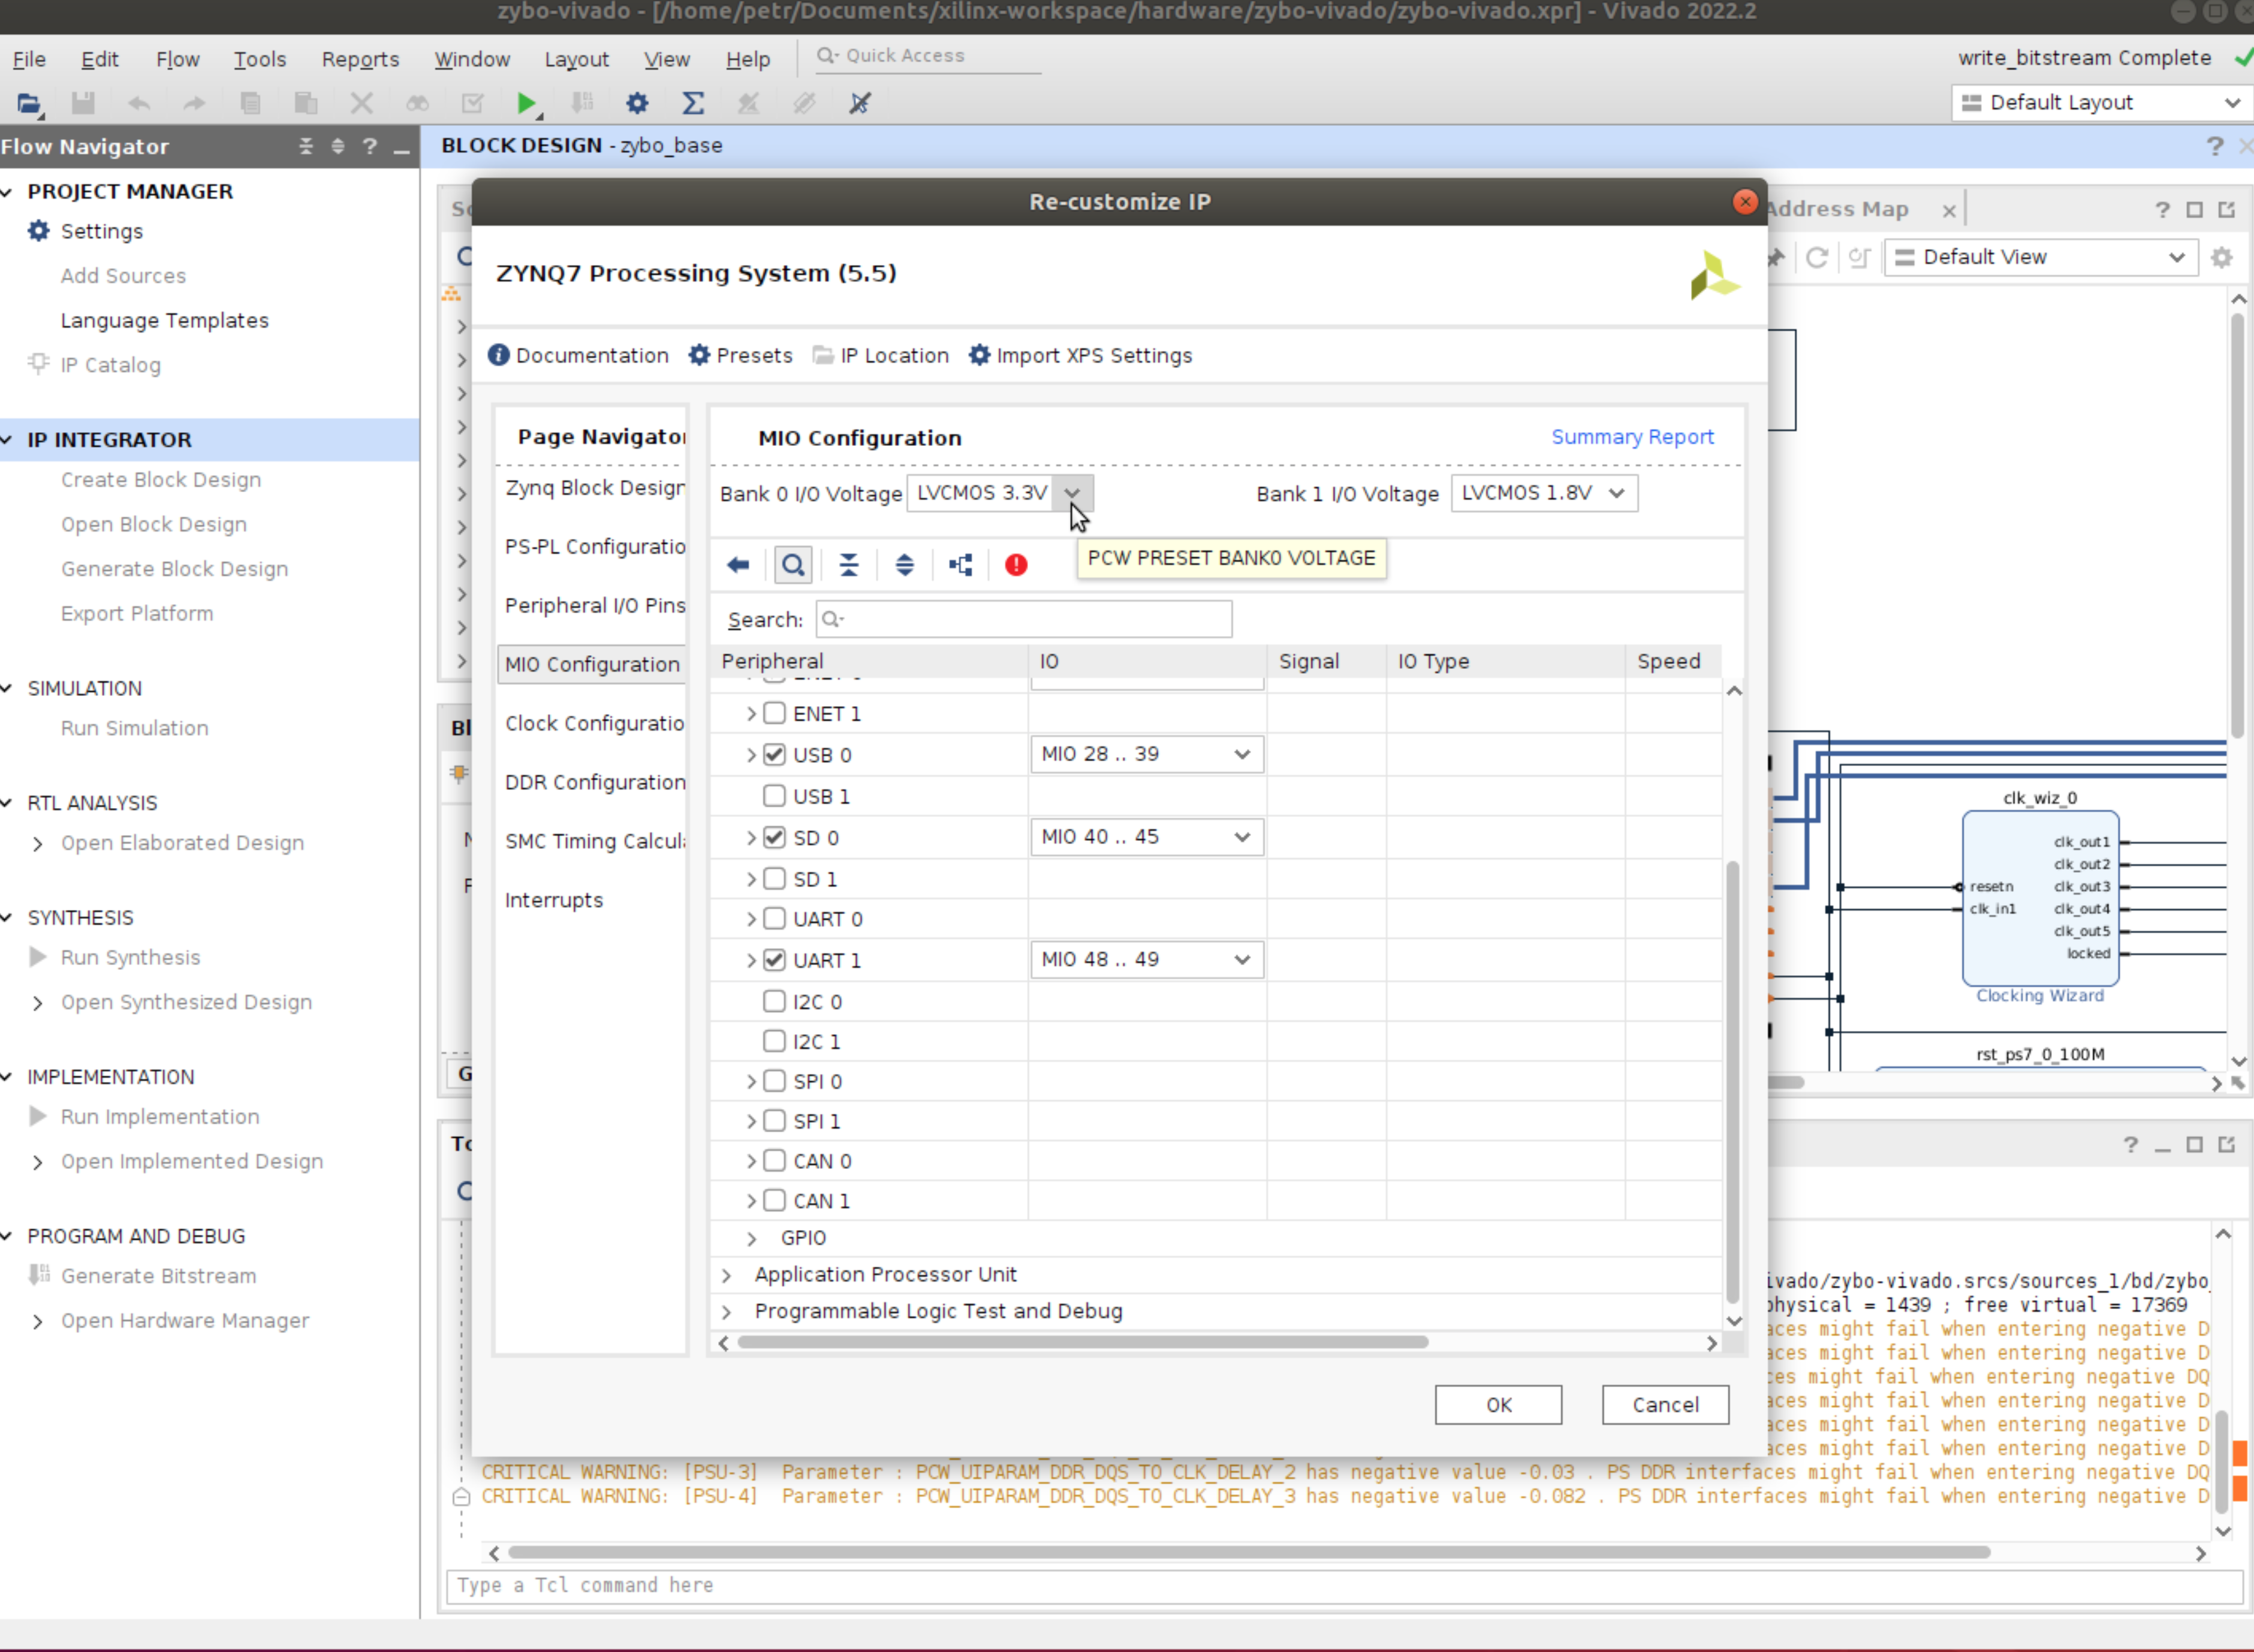 zybo-vivado - [/home/petr/Documents/xilinx-workspace/hardware/zybo-vivado/zybo-vivado.xpr] - Vivado 2022.2
File Edit Flow Tools Reports Window Layout View Help Quick Access write_bitstream Complete
Default Layout
Flow Navigator
PROJECT MANAGER
Settings
Add Sources
Language Templates
IP Catalog
IP INTEGRATOR
Create Block Design
Open Block Design
Generate Block Design
Export Platform
SIMULATION
Run Simulation
RTL ANALYSIS
Open Elaborated Design
SYNTHESIS
Run Synthesis
Open Synthesized Design
IMPLEMENTATION
Run Implementation
Open Implemented Design
PROGRAM AND DEBUG
Generate Bitstream
Open Hardware Manager
BLOCK DESIGN - zybo_base
Address Map
Default View
Re-customize IP
ZYNQ7 Processing System (5.5)
Documentation Presets IP Location Import XPS Settings
Page Navigator
Zynq Block Design
PS-PL Configuratio
Peripheral I/O Pins
MIO Configuration
Clock Configuratio
DDR Configuration
SMC Timing Calcul
Interrupts
MIO Configuration Summary Report
Bank 0 I/O Voltage LVCMOS 3.3V Bank 1 I/O Voltage LVCMOS 1.8V
PCW PRESET BANK0 VOLTAGE
Search:
Peripheral IO Signal IO Type Speed
ENET 1
USB 0 MIO 28 .. 39
USB 1
SD 0 MIO 40 .. 45
SD 1
UART 0
UART 1 MIO 48 .. 49
I2C 0
I2C 1
SPI 0
SPI 1
CAN 0
CAN 1
GPIO
Application Processor Unit
Programmable Logic Test and Debug
OK Cancel
clk_wiz_0
resetn
clk_in1
clk_out1
clk_out2
clk_out3
clk_out4
clk_out5
locked
Clocking Wizard
rst_ps7_0_100M
ivado/zybo-vivado.srcs/sources_1/bd/zybo_
physical = 1439 ; free virtual = 17369
aces might fail when entering negative D
aces might fail when entering negative D
ces might fail when entering negative DQ
aces might fail when entering negative D
aces might fail when entering negative D
aces might fail when entering negative D
CRITICAL WARNING: [PSU-3] Parameter : PCW_UIPARAM_DDR_DQS_TO_CLK_DELAY_2 has negative value -0.03 . PS DDR interfaces might fail when entering negative DQ
CRITICAL WARNING: [PSU-4] Parameter : PCW_UIPARAM_DDR_DQS_TO_CLK_DELAY_3 has negative value -0.082 . PS DDR interfaces might fail when entering negative D
Type a Tcl command here